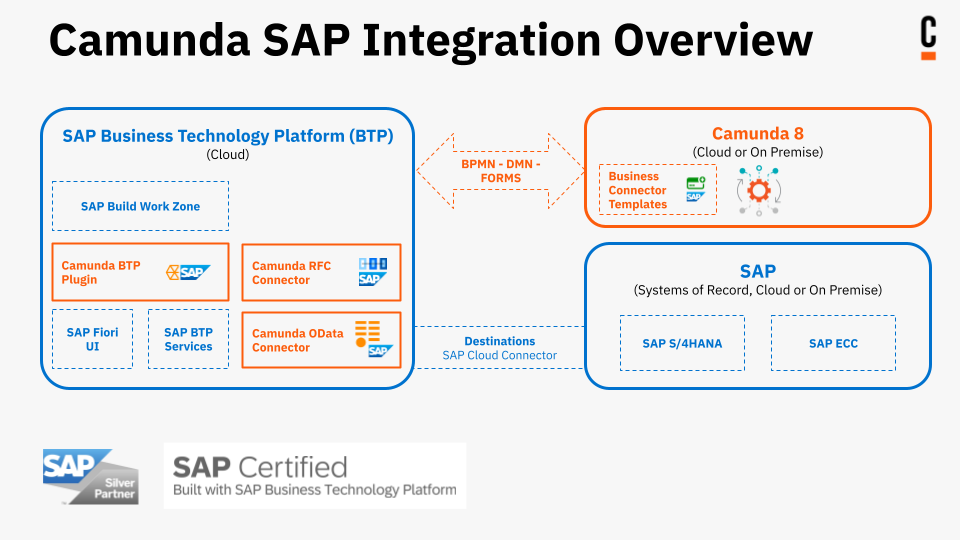 Camunda SAP Integration Overview
C
SAP Business Technology Platform (BTP)
(Cloud)
SAP Build Work Zone
Camunda BTP
Plugin
SAP
Camunda RFC
Connector
SAP
SAP Fiori
UI
SAP BTP
Services
Camunda OData
Connector
SAP
BPMN - DMN -
FORMS
Destinations
SAP Cloud Connector
Camunda 8
(Cloud or On Premise)
Business
Connector
Templates
SAP
SAP
(Systems of Record, Cloud or On Premise)
SAP S/4HANA
SAP ECC
SAP
Silver
Partner
SAP Certified
Built with SAP Business Technology Platform